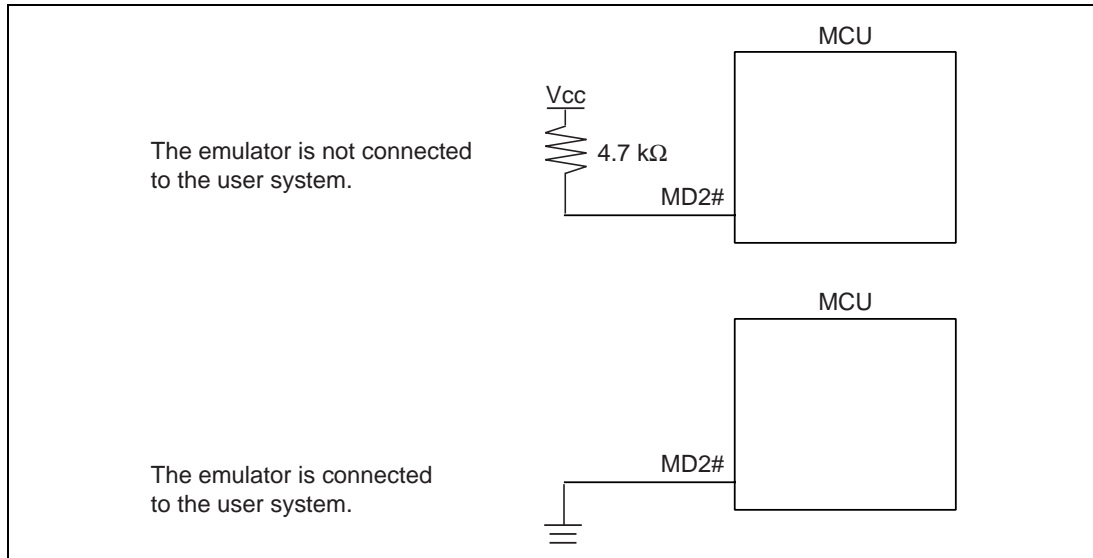 MCU
Vcc
The emulator is not connected
to the user system.
4.7 kΩ
MD2#
MCU
MD2#
The emulator is connected
to the user system.